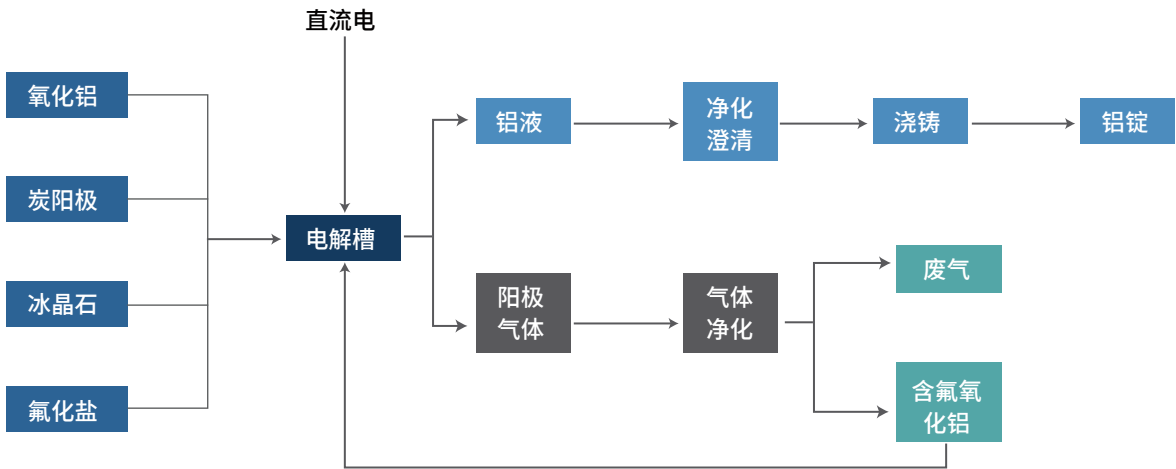 直流电
氧化铝
炭阳极
冰晶石
氟化盐
电解槽
铝液
净化
澄清
浇铸
铝锭
阳极
气体
气体
净化
废气
含氟氧
化铝